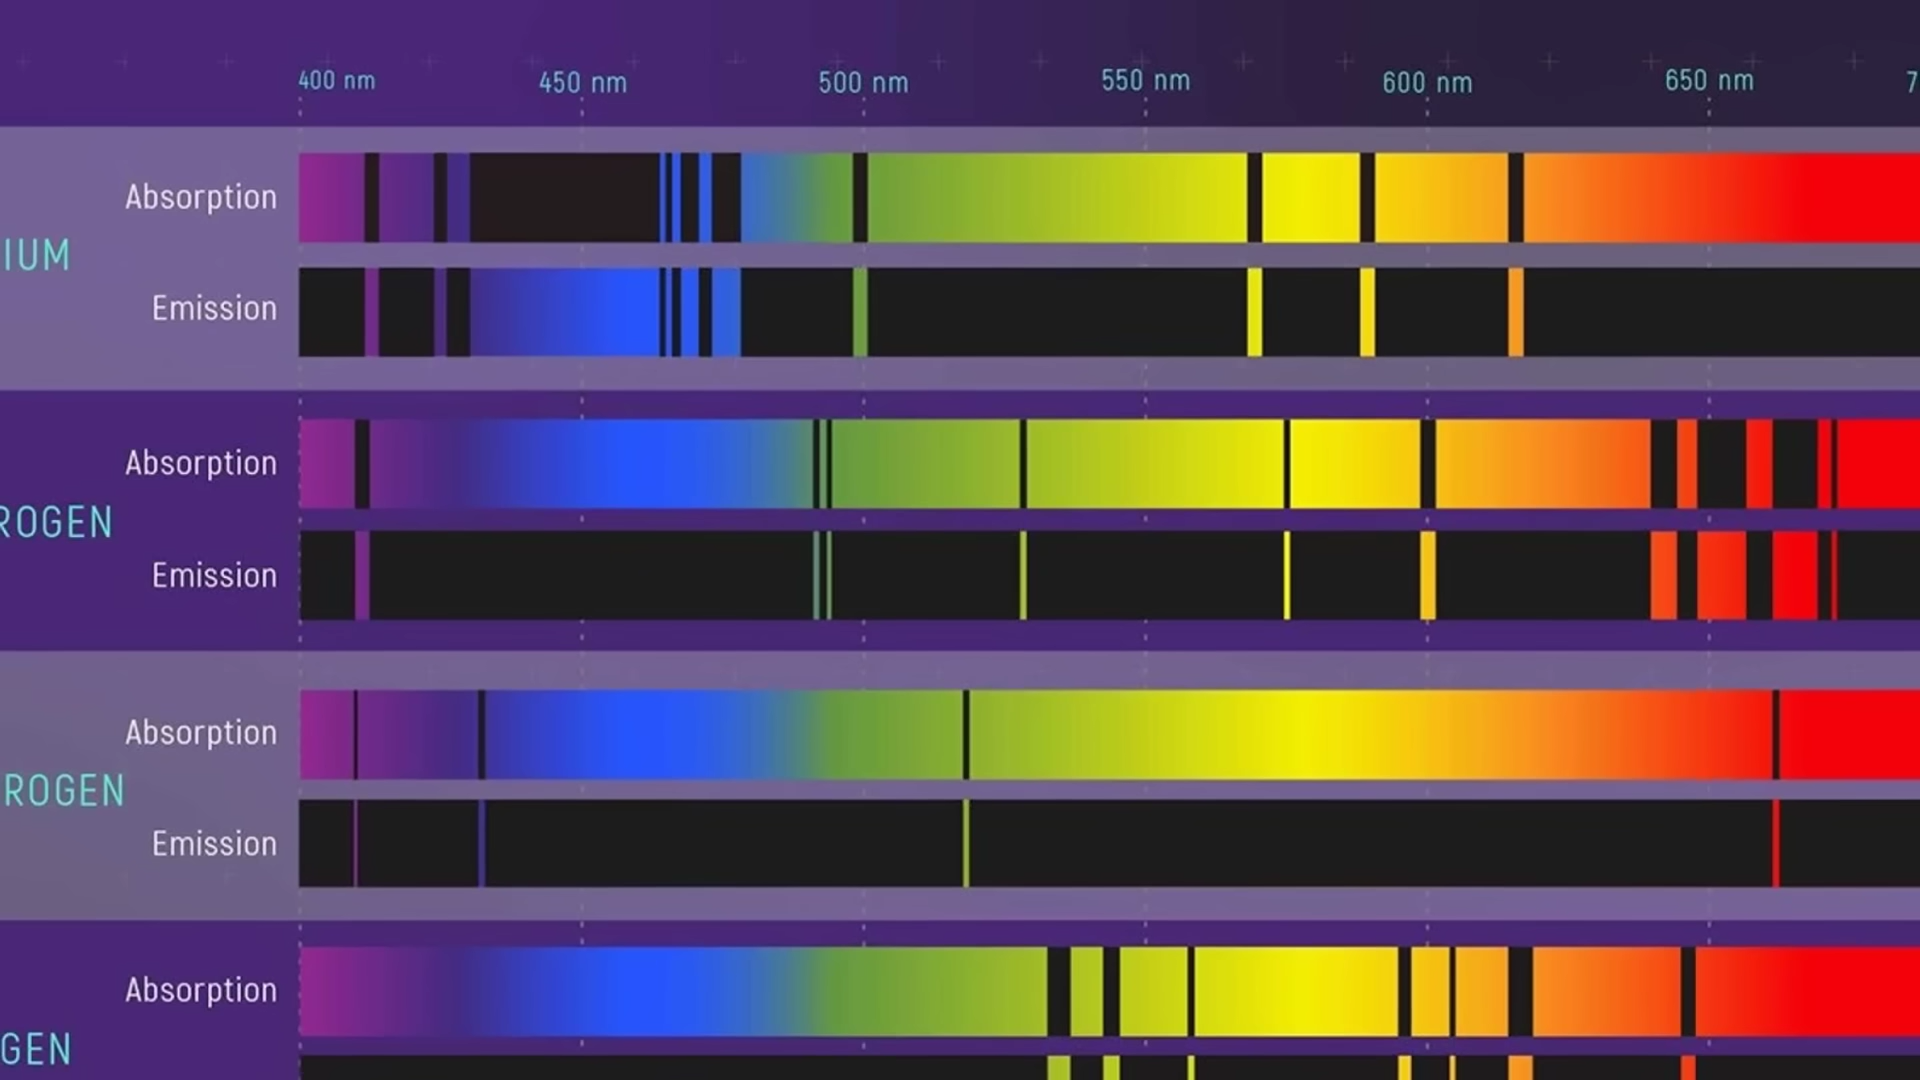 400 nm 450 nm 500 nm 550 nm 600 nm 650 nm 7
Absorption
IUM
Emission
Absorption
ROGEN
Emission
Absorption
ROGEN
Emission
Absorption
GEN